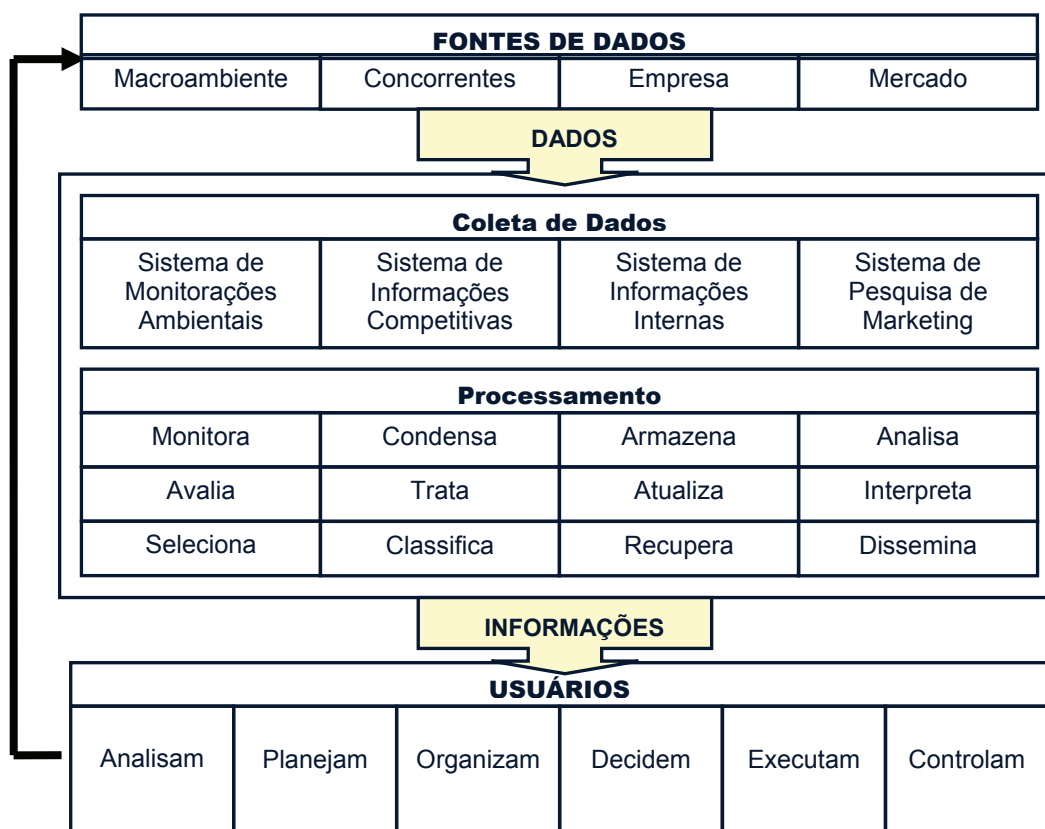 FONTES DE DADOS
Macroambiente Concorrentes Empresa Mercado
DADOS
Coleta de Dados
Sistema de Sistema de Sistema de Sistema de
Monitorações Informações Informações Pesquisa de
Ambientais Competitivas Internas Marketing
Processamento
Monitora Condensa Armazena Analisa
Avalia Trata Atualiza Interpreta
Seleciona Classifica Recupera Dissemina
INFORMAÇÕES
USUÁRIOS
Analisam Planejam Organizam Decidem Executam Controlam